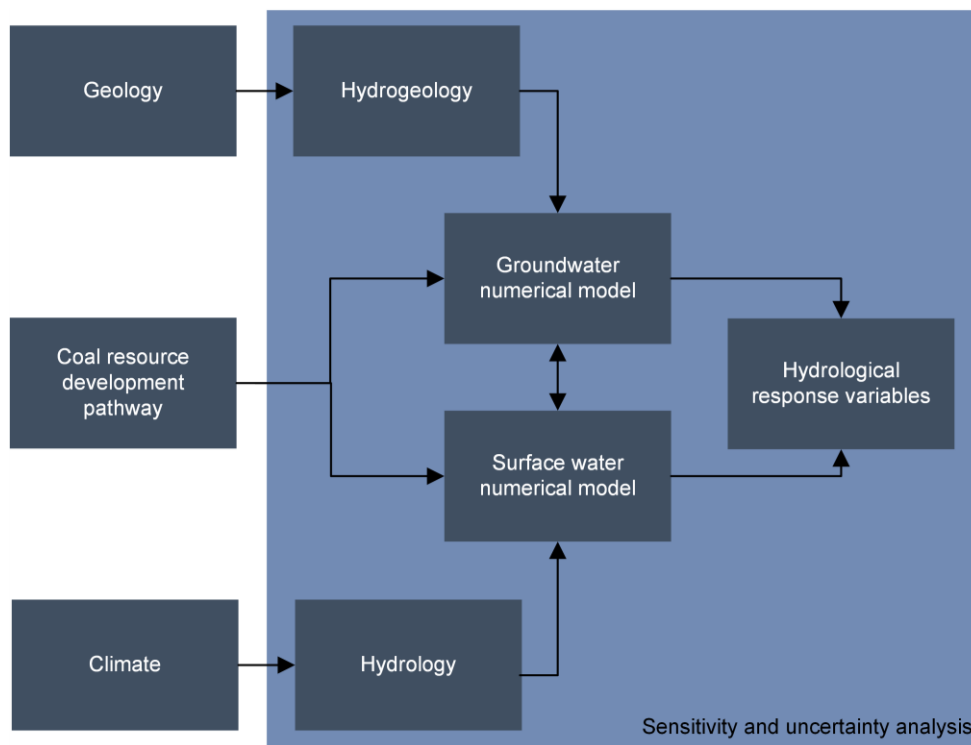 Geology
Hydrogeology
Groundwater
numerical model
Coal resource
development
pathway
Hydrological
response variables
Surface water
numerical model
Climate
Hydrology
Sensitivity and uncertainty analysis